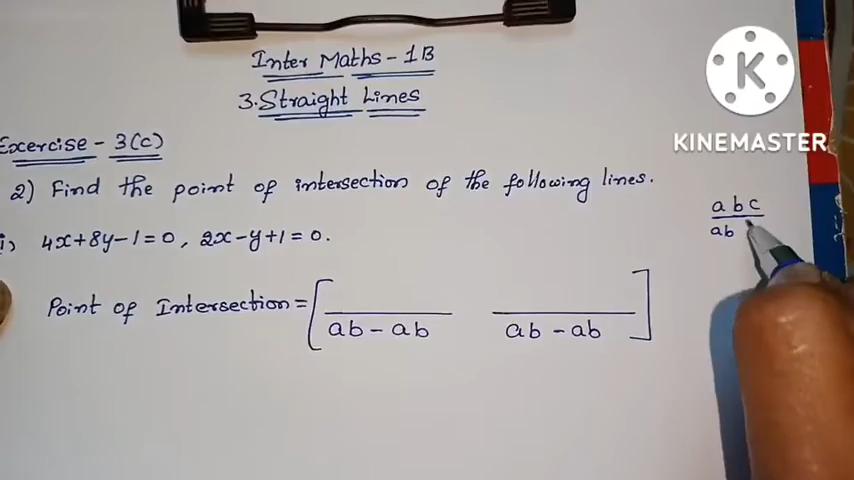 Inter Maths - 1B
3. Straight Lines
Excercise - 3(c)
2) Find the point of intersection of the following lines.
i) 4x+8y-1=0, 2x-y+1=0.
Point of Intersection = [ ab - ab ab - ab ]
abc
ab
K
KINEMASTER